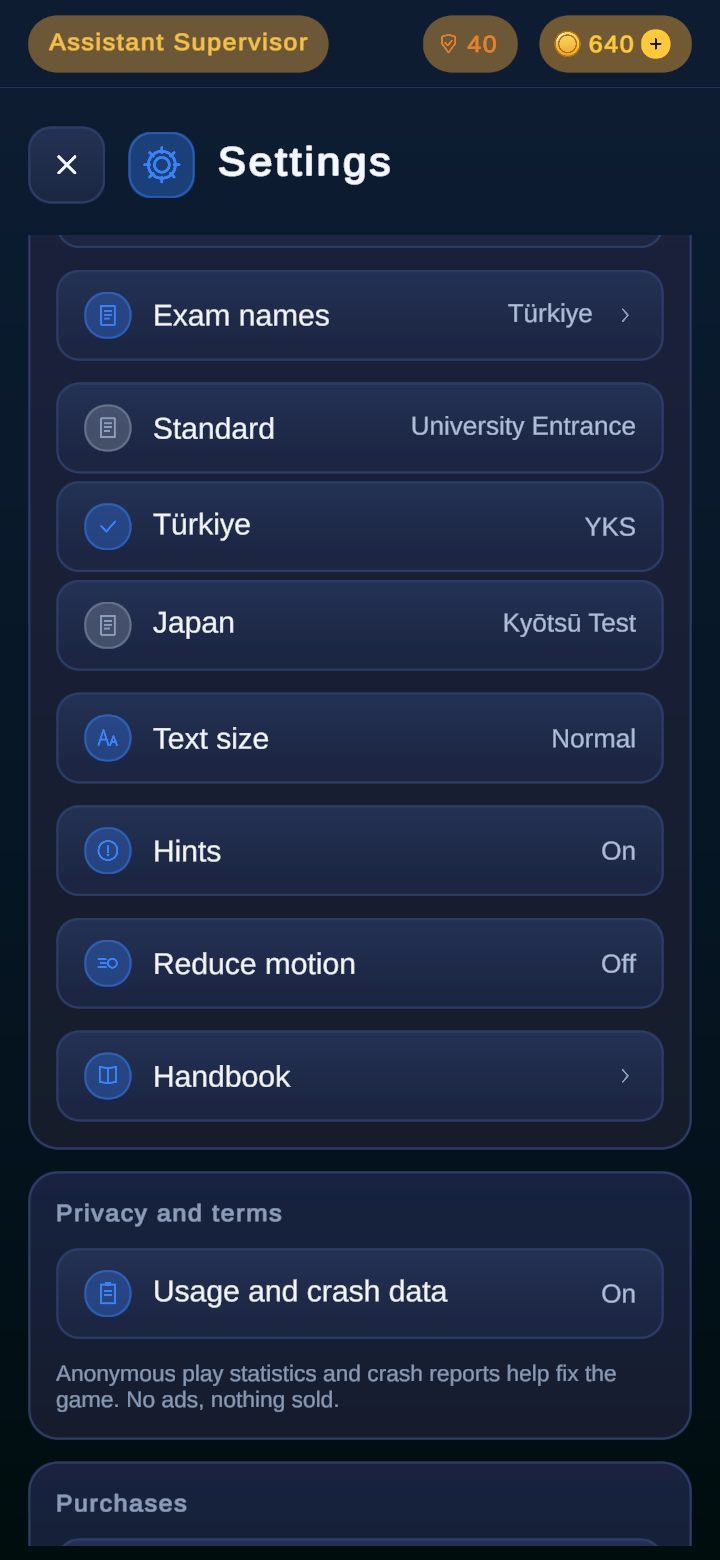 Assistant Supervisor
40
640
Settings
Exam names
Türkiye
Standard
University Entrance
Türkiye
YKS
Japan
Kyōtsū Test
Text size
Normal
Hints
On
Reduce motion
Off
Handbook
Privacy and terms
Usage and crash data
On
Anonymous play statistics and crash reports help fix the
game. No ads, nothing sold.
Purchases